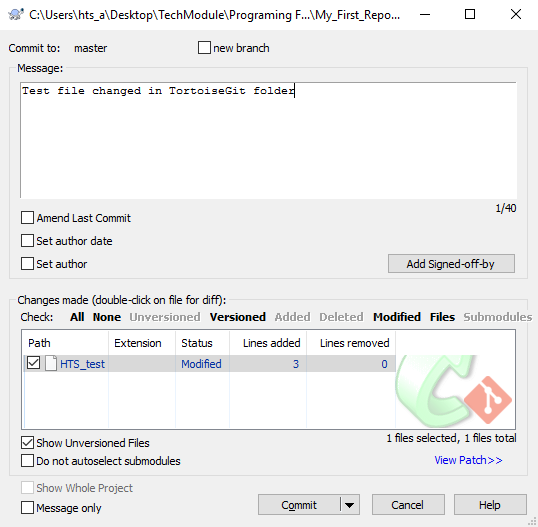 C:\Users\hts_a\Desktop\TechModule\Programing F...\My_First_Repo...
Commit to: master new branch
Message:
Test file changed in TortoiseGit folder
1/40
Amend Last Commit
Set author date
Set author
Add Signed-off-by
Changes made (double-click on file for diff):
Check: All None Unversioned Versioned Added Deleted Modified Files Submodules
Path Extension Status Lines added Lines removed
HTS_test Modified 3 0
Show Unversioned Files
1 files selected, 1 files total
Do not autoselect submodules
View Patch>>
Show Whole Project
Message only
Commit
Cancel
Help